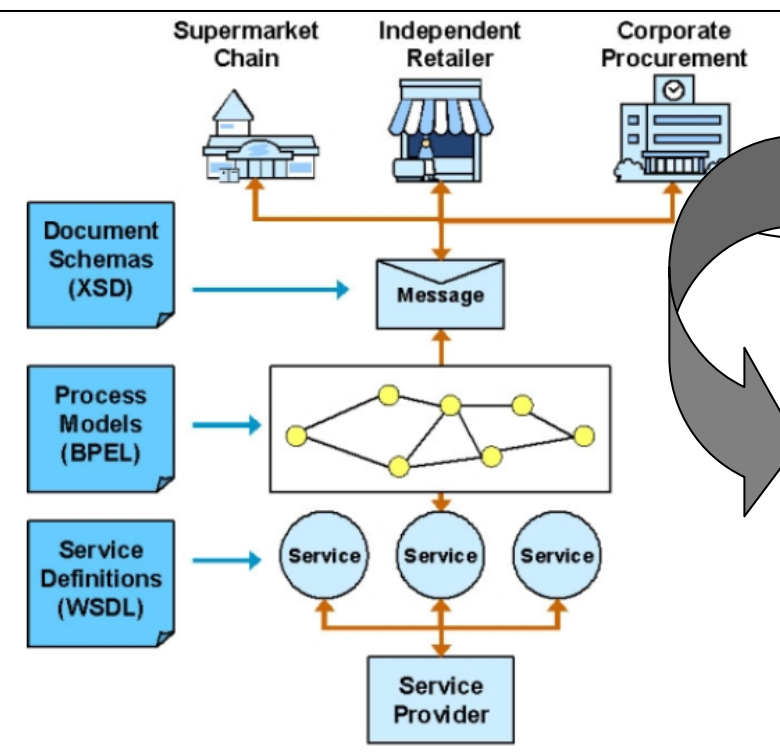 Supermarket
Chain
Independent
Retailer
Corporate
Procurement
Document
Schemas
(XSD)
Message
Process
Models
(BPEL)
Service
Definitions
(WSDL)
Service
Service
Service
Service
Provider